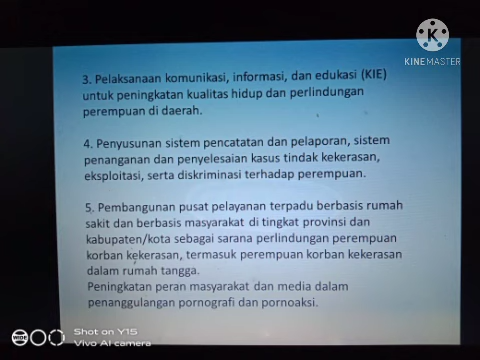 KINEMASTER
3. Pelaksanaan komunikasi, informasi, dan edukasi (KIE)
untuk peningkatan kualitas hidup dan perlindungan
perempuan di daerah.
4. Penyusunan sistem pencatatan dan pelaporan, sistem
penanganan dan penyelesaian kasus tindak kekerasan,
eksploitasi, serta diskriminasi terhadap perempuan.
5. Pembangunan pusat pelayanan terpadu berbasis rumah
sakit dan berbasis masyarakat di tingkat provinsi dan
kabupaten/kota sebagai sarana perlindungan perempuan
korban kekerasan, termasuk perempuan korban kekerasan
dalam rumah tangga.
Peningkatan peran masyarakat dan media dalam
penanggulangan pornografi dan pornoaksi.
WIDE
Shot on Y15
Vivo AI camera